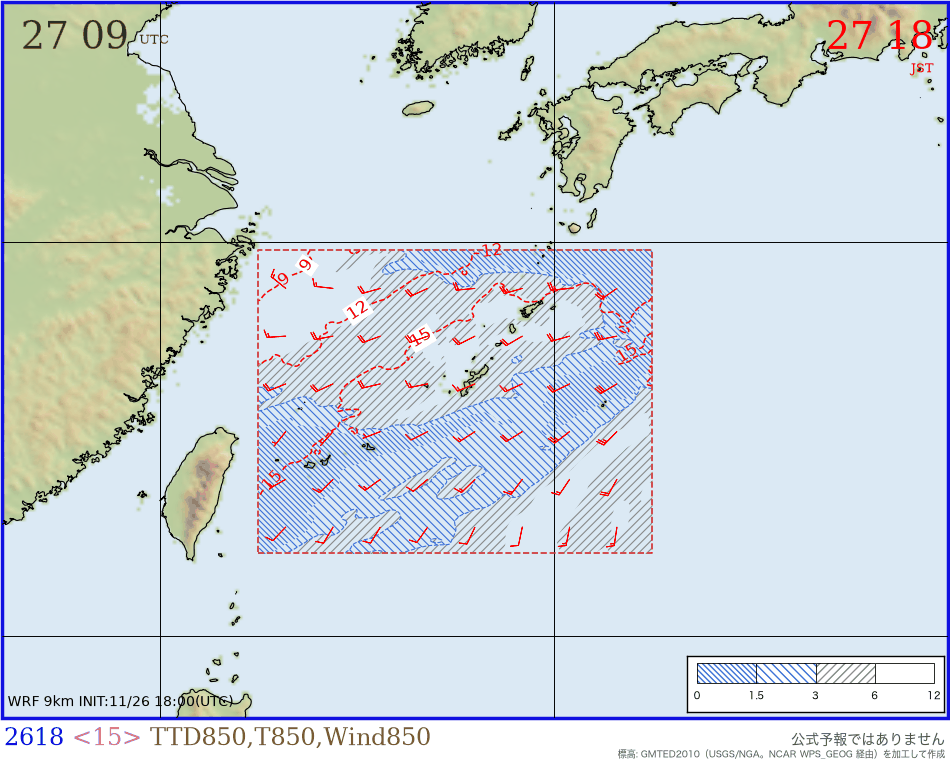 27 09 UTC
27 18
JST
12
9
9
12
15
15
15
WRF 9km INIT:11/26 18:00(UTC)
0 1.5 3 6 12
2618 <15> TTD850,T850,Wind850
公式予報ではありません
標高: GMTED2010（USGS/NGA。NCAR WPS_GEOG 経由）を加工して作成